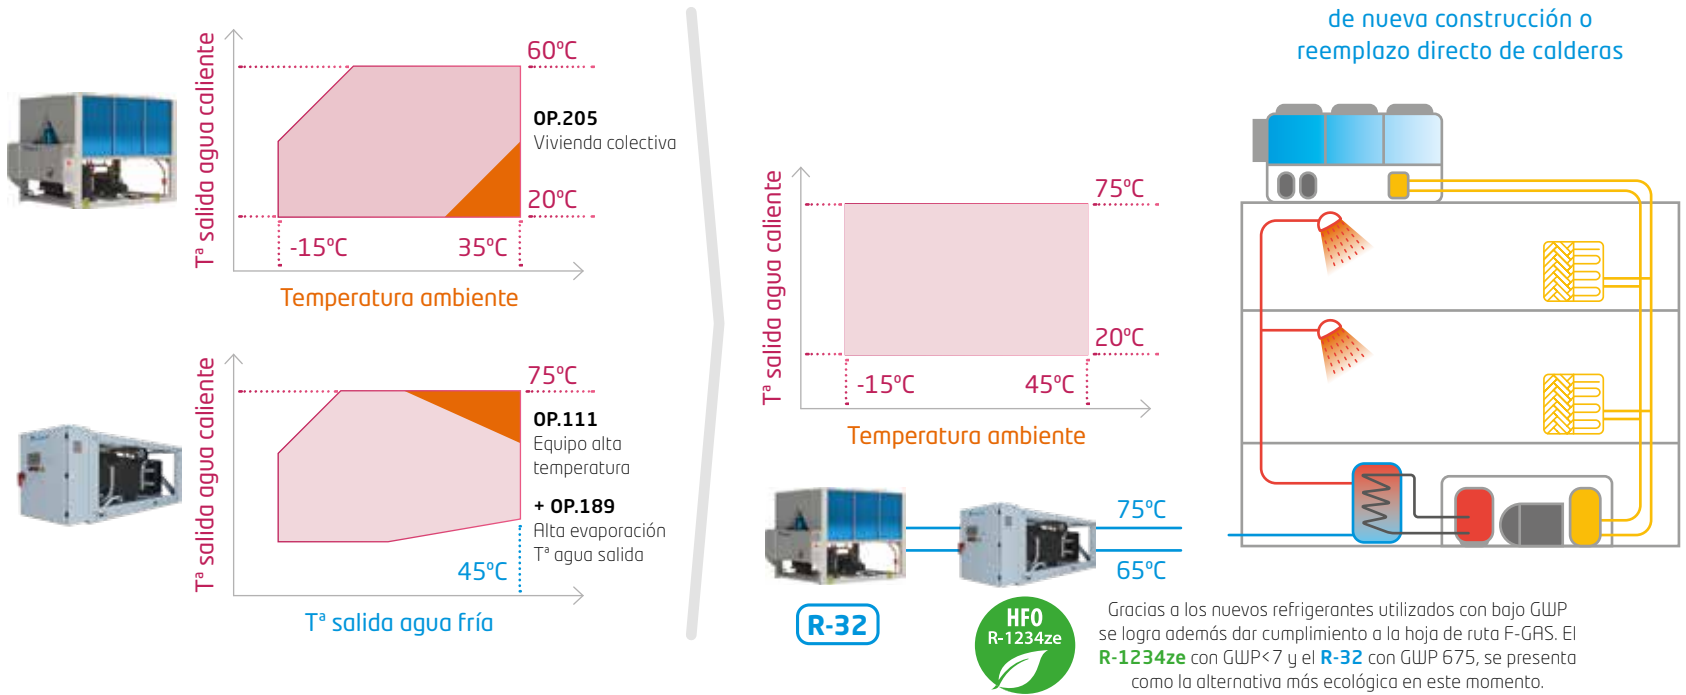 Tª salida agua caliente
60ºC
OP.205
Vivienda colectiva
20ºC
-15ºC
35ºC
Temperatura ambiente
Tª salida agua caliente
75ºC
OP.111
Equipo alta
temperatura
+ OP.189
Alta evaporación
Tª agua salida
45ºC
Tª salida agua fría
Tª salida agua caliente
75ºC
20ºC
-15ºC
45ºC
Temperatura ambiente
75ºC
65ºC
R-32
HFO
R-1234ze
de nueva construcción o
reemplazo directo de calderas
Gracias a los nuevos refrigerantes utilizados con bajo GWP
se logra además dar cumplimiento a la hoja de ruta F-GAS. El
R-1234ze con GWP<7 y el R-32 con GWP 675, se presenta
como la alternativa más ecológica en este momento.